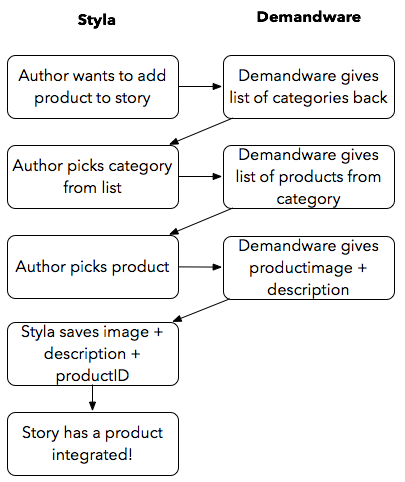 Styla
Demandware
Author wants to add
product to story
Demandware gives
list of categories back
Author picks category
from list
Demandware gives
list of products from
category
Author picks product
Demandware gives
productimage +
description
Styla saves image +
description +
productID
Story has a product
integrated!